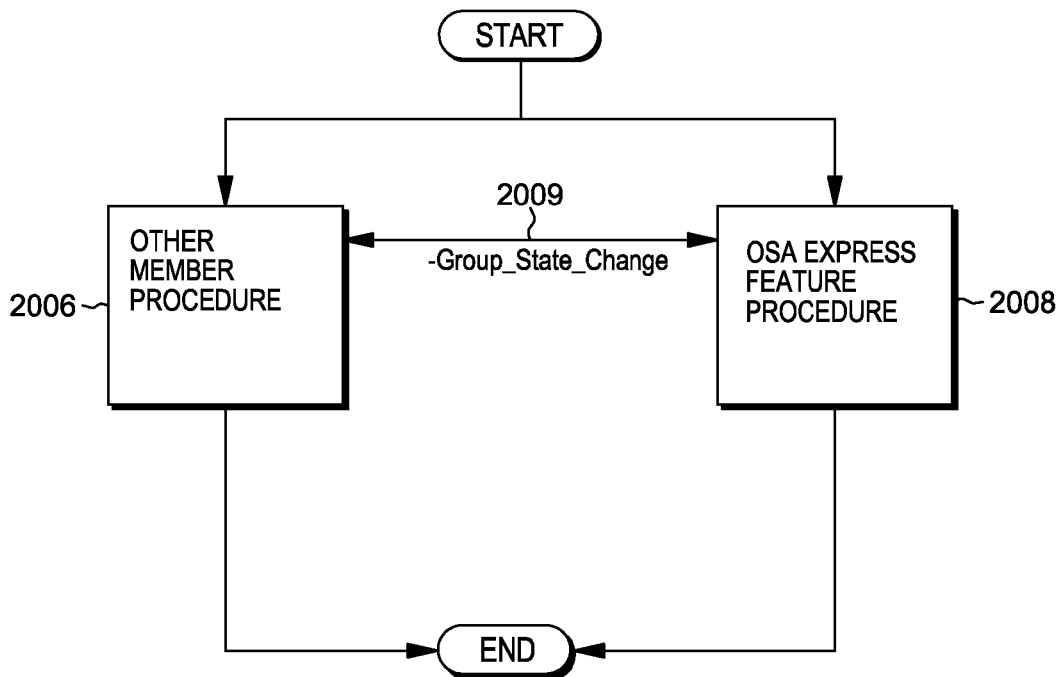 START
2009
-Group_State_Change
OTHER
MEMBER
PROCEDURE
2006
OSA EXPRESS
FEATURE
PROCEDURE
2008
END